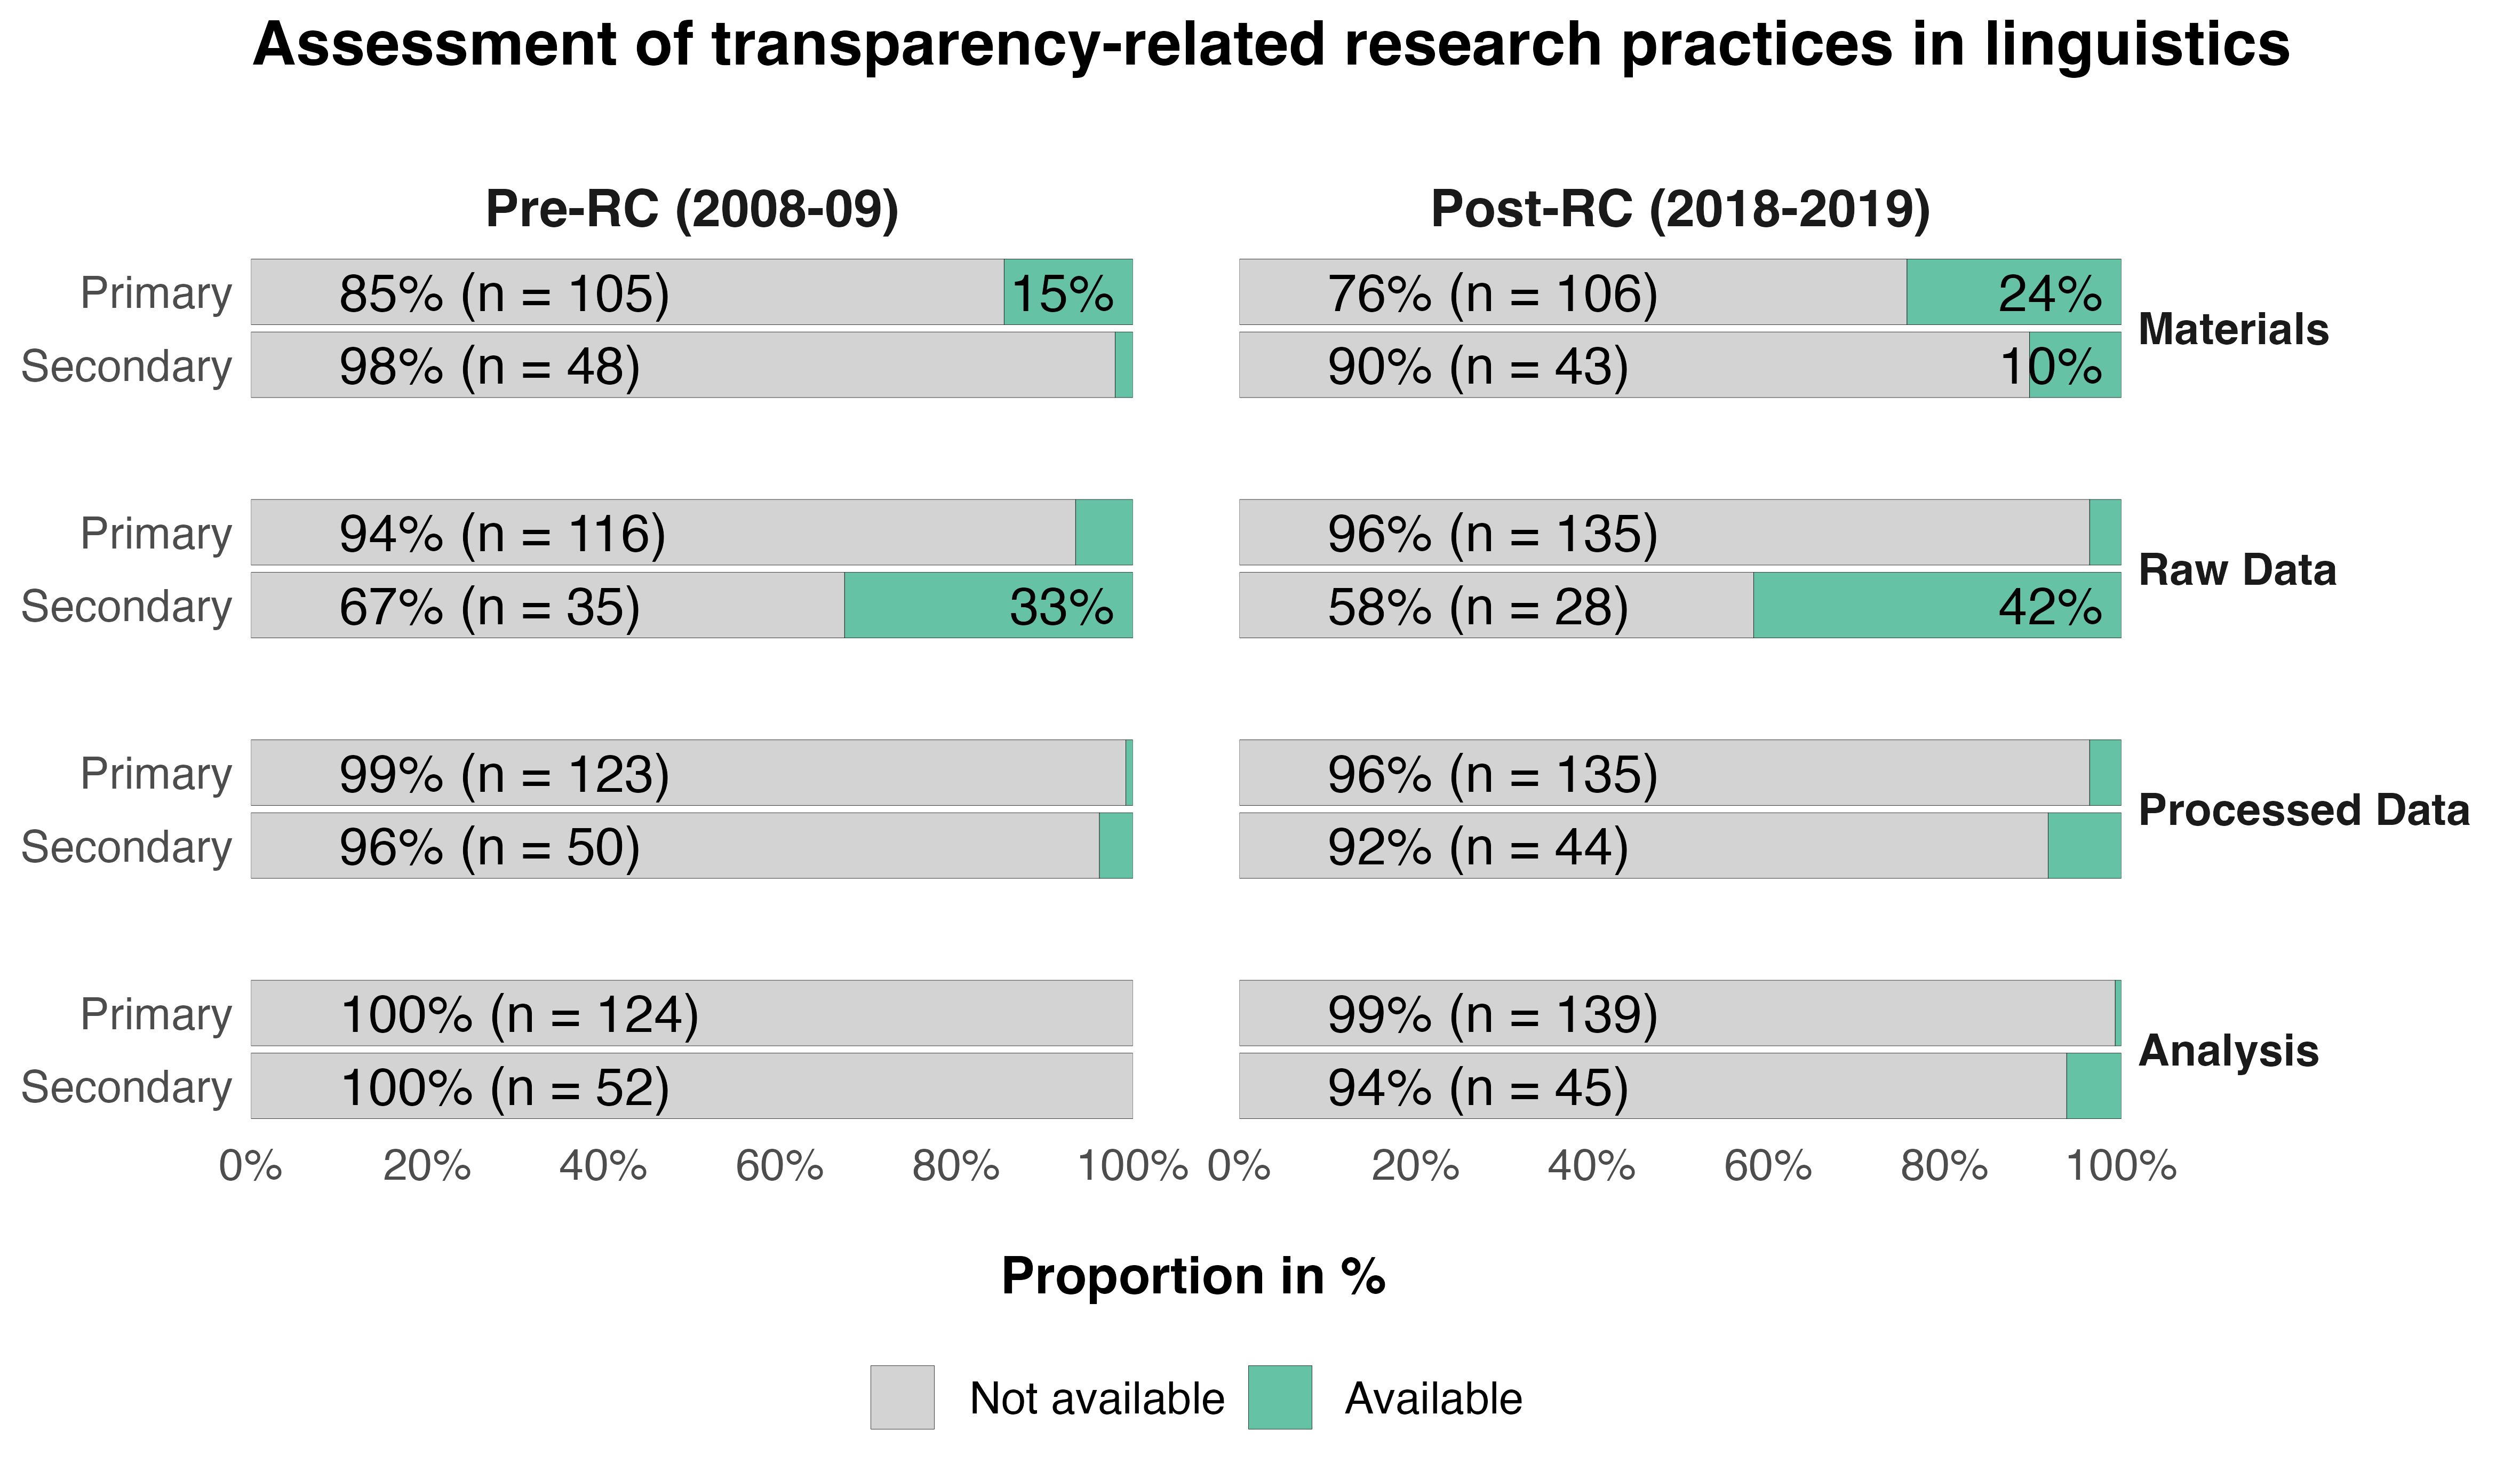 Assessment of transparency-related research practices in linguistics
Pre-RC (2008-09) Post-RC (2018-2019)
Primary 85% (n = 105) 15% 76% (n = 106) 24%
Materials
Secondary 98% (n = 48) 90% (n = 43) 10%
Primary 94% (n = 116) 96% (n = 135)
Raw Data
Secondary 67% (n = 35) 33% 58% (n = 28) 42%
Primary 99% (n = 123) 96% (n = 135)
Processed Data
Secondary 96% (n = 50) 92% (n = 44)
Primary 100% (n = 124) 99% (n = 139)
Analysis
Secondary 100% (n = 52) 94% (n = 45)
0% 20% 40% 60% 80% 100% 0% 20% 40% 60% 80% 100%
Proportion in %
Not available Available